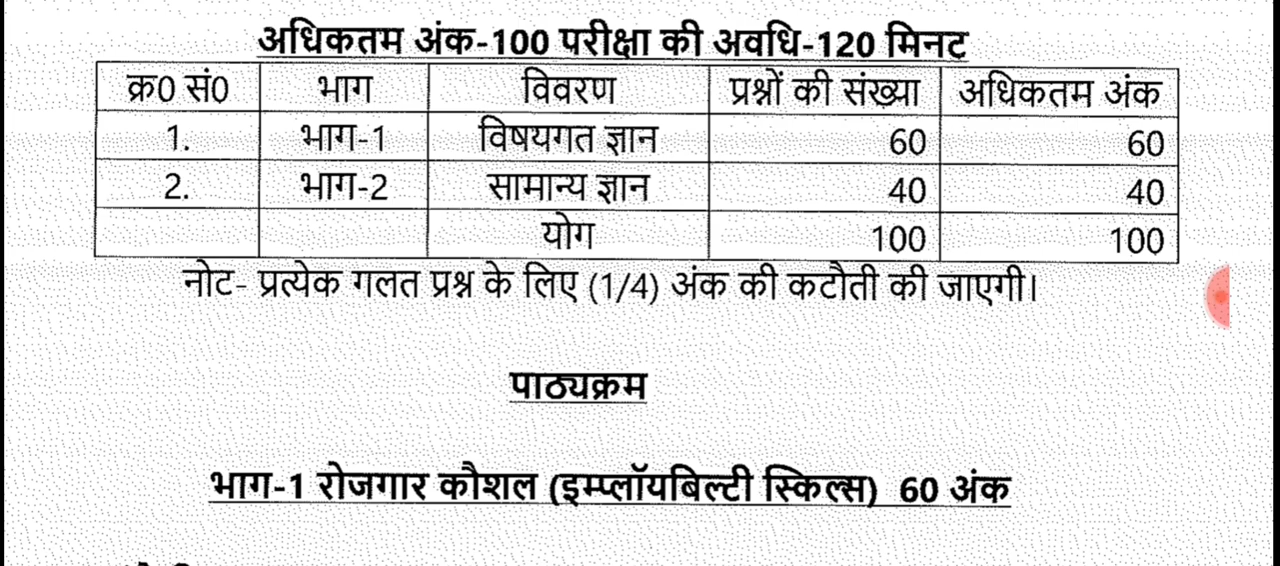 अधिकतम अंक-100 परीक्षा की अवधि-120 मिनट
क्र0 सं0 भाग विवरण प्रश्नों की संख्या अधिकतम अंक
1. भाग-1 विषयगत ज्ञान 60 60
2. भाग-2 सामान्य ज्ञान 40 40
योग 100 100
नोट- प्रत्येक गलत प्रश्न के लिए (1/4) अंक की कटौती की जाएगी।
पाठ्यक्रम
भाग-1 रोजगार कौशल (इम्प्लॉयबिल्टी स्किल्स) 60 अंक